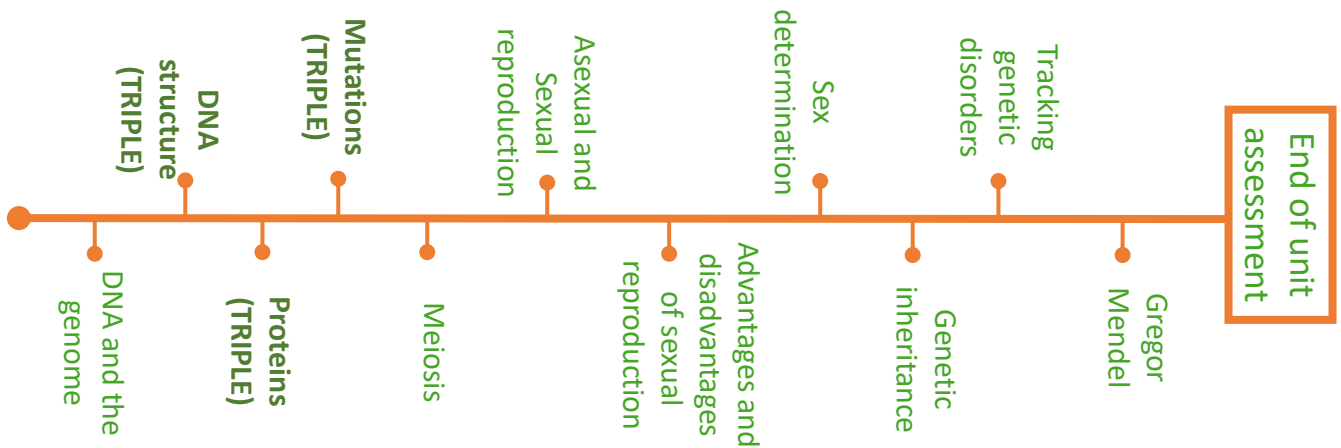 End of unit
assessment
Gregor
Mendel
Tracking
genetic
disorders
Genetic
inheritance
Sex
determination
Advantages and
disadvantages
of sexual
reproduction
Asexual and
Sexual
reproduction
Meiosis
Mutations
(TRIPLE)
Proteins
(TRIPLE)
DNA
structure
(TRIPLE)
DNA and the
genome